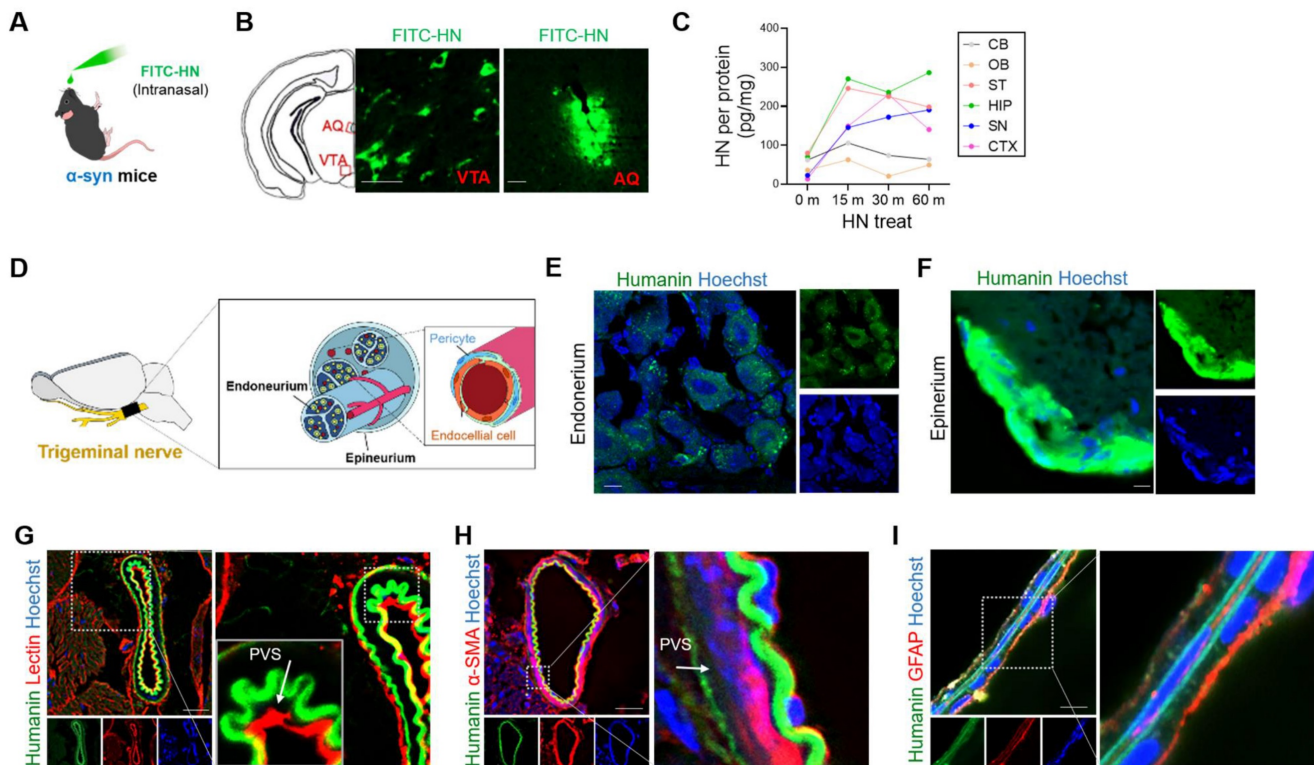 A
FITC-HN
(Intranasal)
α-syn mice
B
FITC-HN
FITC-HN
AQ
VTA
VTA
AQ
C
HN per protein
(pg/mg)
400
300
200
100
0
0 m
15 m
30 m
60 m
HN treat
CB
OB
ST
HIP
SN
CTX
D
Trigeminal nerve
Endoneurium
Epineurium
Pericyte
Endocellial cell
E
Humanin Hoechst
Endonerium
F
Humanin Hoechst
Epinerium
G
Humanin Lectin Hoechst
PVS
H
Humanin α-SMA Hoechst
PVS
I
Humanin GFAP Hoechst